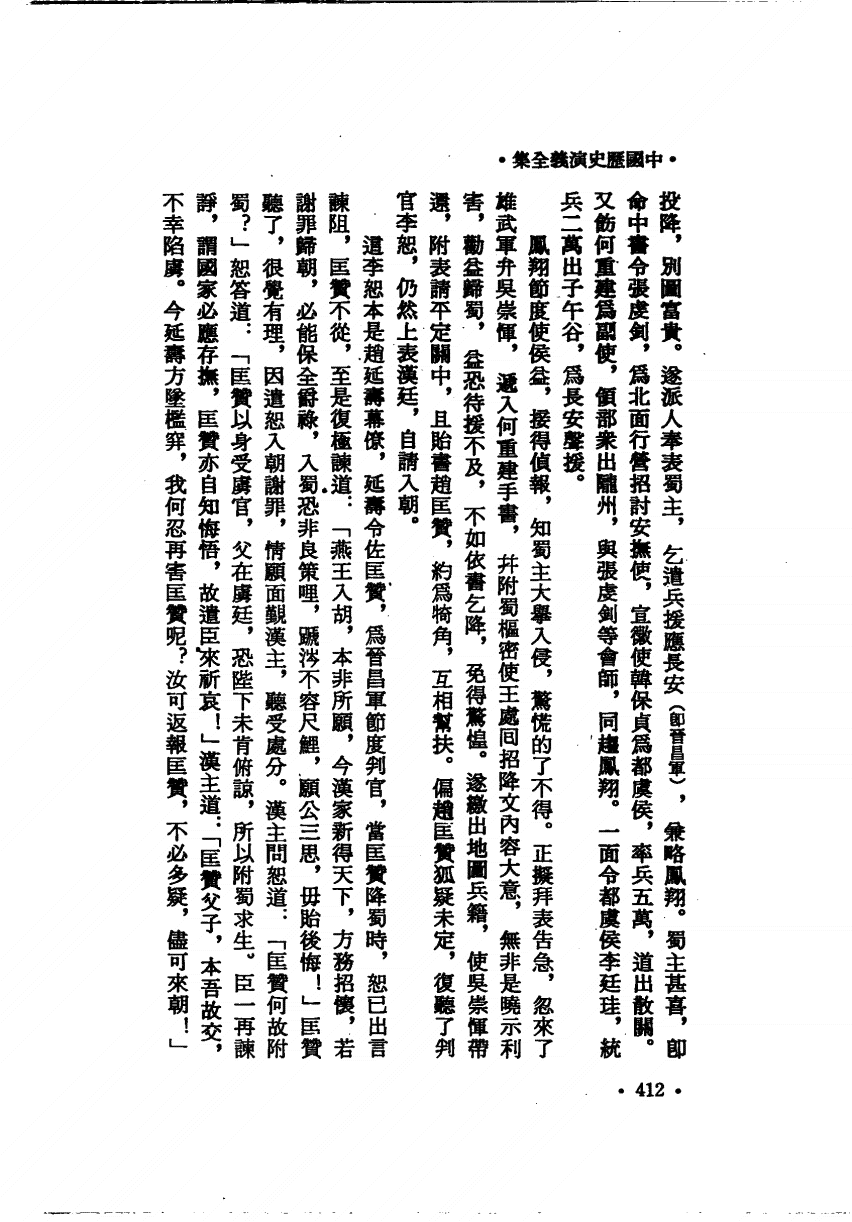 •中國歷史演義全集•
投降，別圖富貴。遂派人奉表蜀主，乞遣兵援應長安（卽晉昌軍），兼略鳳翔。蜀主甚喜，卽
命中書令張虔釗，爲北面行營招討安撫使，宣徽使韓保貞爲都虞侯，率兵五萬，道出散關。
又飭何重建爲副使，領部衆出隴州，與張虔釗等會師，同趨鳳翔。一面令都虞侯李廷珪，統
兵二萬出子午谷，爲長安聲援。
鳳翔節度使侯益，接得偵報，知蜀主大擧入侵，驚慌的了不得。正擬拜表告急，忽來了
雄武軍弁吳崇惲，遞入何重建手書，幷附蜀樞密使王處囘招降文內容大意，無非是曉示利
害，勸益歸蜀，益恐待援不及，不如依書乞降，免得驚惶。遂繳出地圖兵籍，使吳崇惲帶
還，附表請平定關中，且貽書趙匡贊，約爲犄角，互相幫扶。偏趙匡贊狐疑未定，復聽了判
官李恕，仍然上表漢廷，自請入朝。
這李恕本是趙延壽幕僚，延壽令佐匡贊，爲晉昌軍節度判官，當匡贊降蜀時，恕已出言
諫阻，匡贊不從，至是復極諫道：「燕王入胡，本非所願，今漢家新得天下，方務招懷，若
謝罪歸朝，必能保全爵祿，入蜀恐非良策哩，蹶涔不容尺鯉，願公三思，毋貽後悔！」匡贊
聽了，很覺有理，因遣恕入朝謝罪，情願面覲漢主，聽受處分。漢主問恕道：「匡贊何故附
蜀？」恕答道：「匡贊以身受虜官，父在虜廷，恐陛下未肯俯諒，所以附蜀求生。臣一再諫
諍，謂國家必應存撫，匡贊亦自知悔悟，故遣臣來祈哀！」漢主道：「匡贊父子，本吾故交，
不幸陷虜。今延壽方墜檻穽，我何忍再害匡贊呢？汝可返報匡贊，不必多疑，儘可來朝！」
•412•